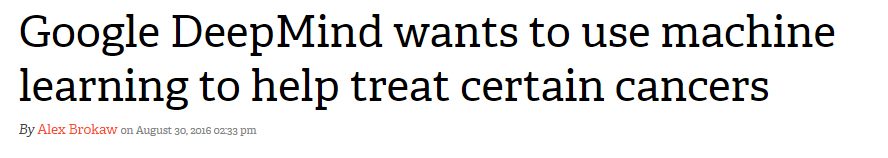 Google DeepMind wants to use machine
learning to help treat certain cancers
By Alex Brokaw on August 30, 2016 02:33 pm